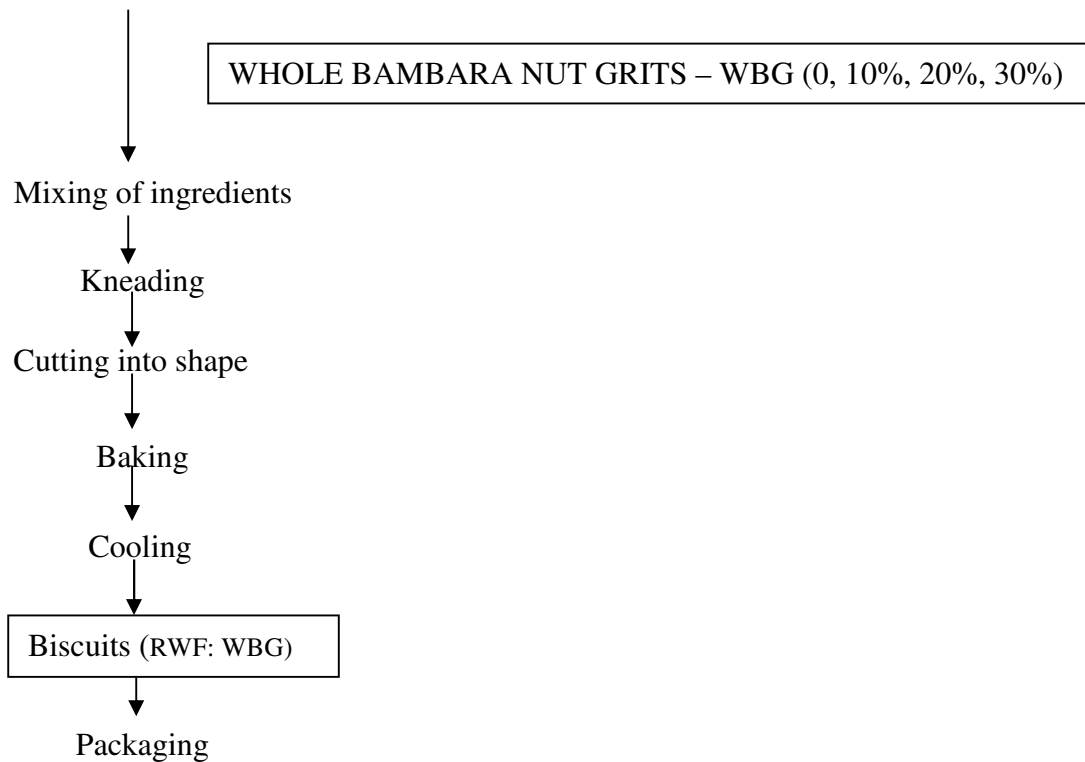 WHOLE BAMBARA NUT GRITS – WBG (0, 10%, 20%, 30%)
Mixing of ingredients
Kneading
Cutting into shape
Baking
Cooling
Biscuits (RWF: WBG)
Packaging